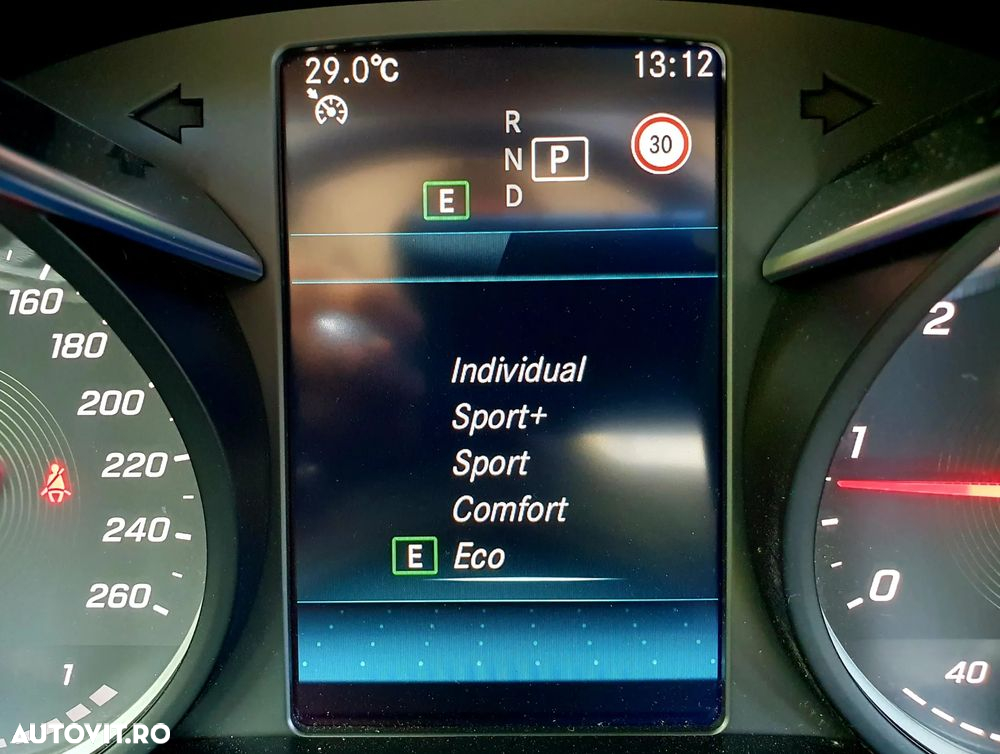 29.0°C
13:12
R
N
P
D
30
E
Individual
Sport+
Sport
Comfort
E Eco
160
180
200
220
240
260
1
2
1
0
40
AUTOVIT.RO